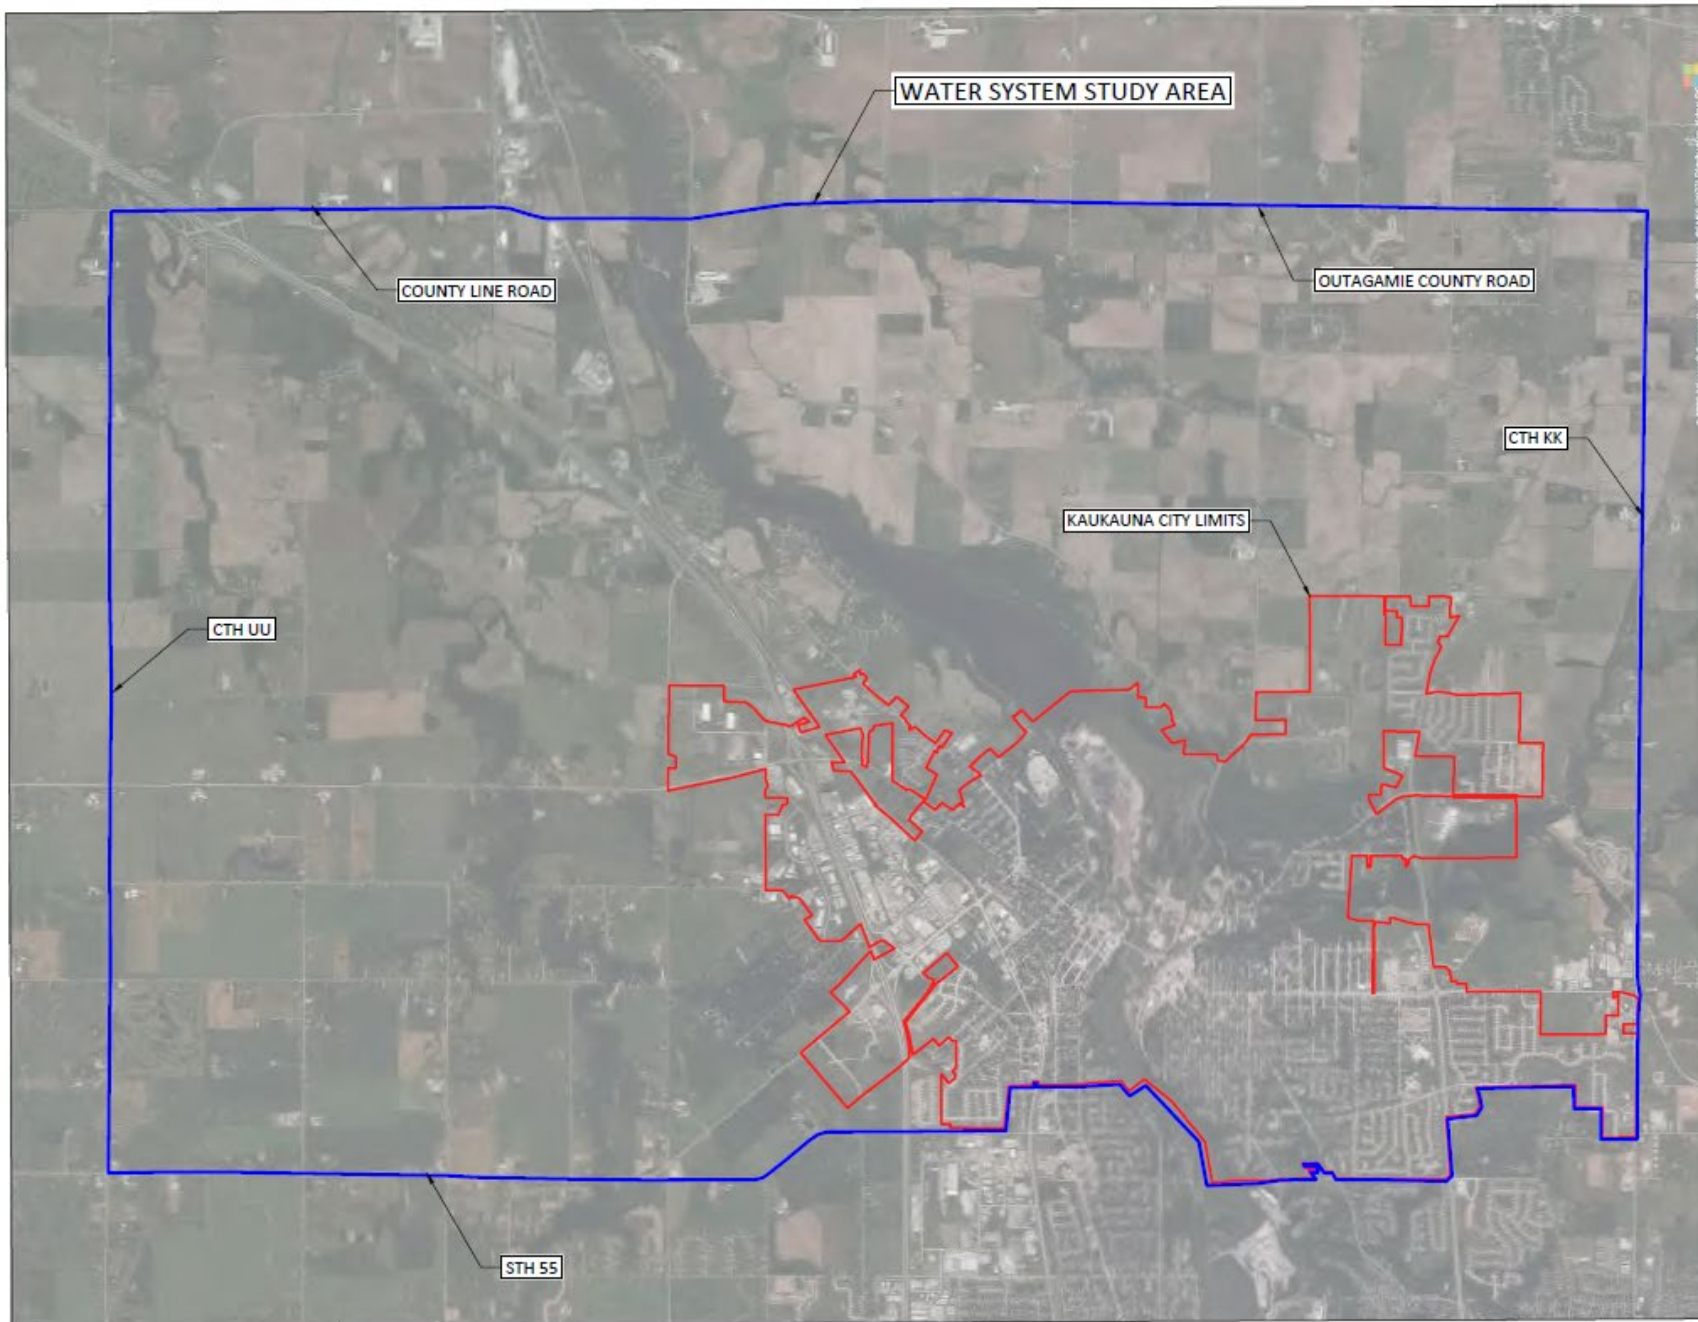 WATER SYSTEM STUDY AREA
COUNTY LINE ROAD
OUTAGAMIE COUNTY ROAD
CTH KK
KAUKAUNA CITY LIMITS
CTH UU
STH 55